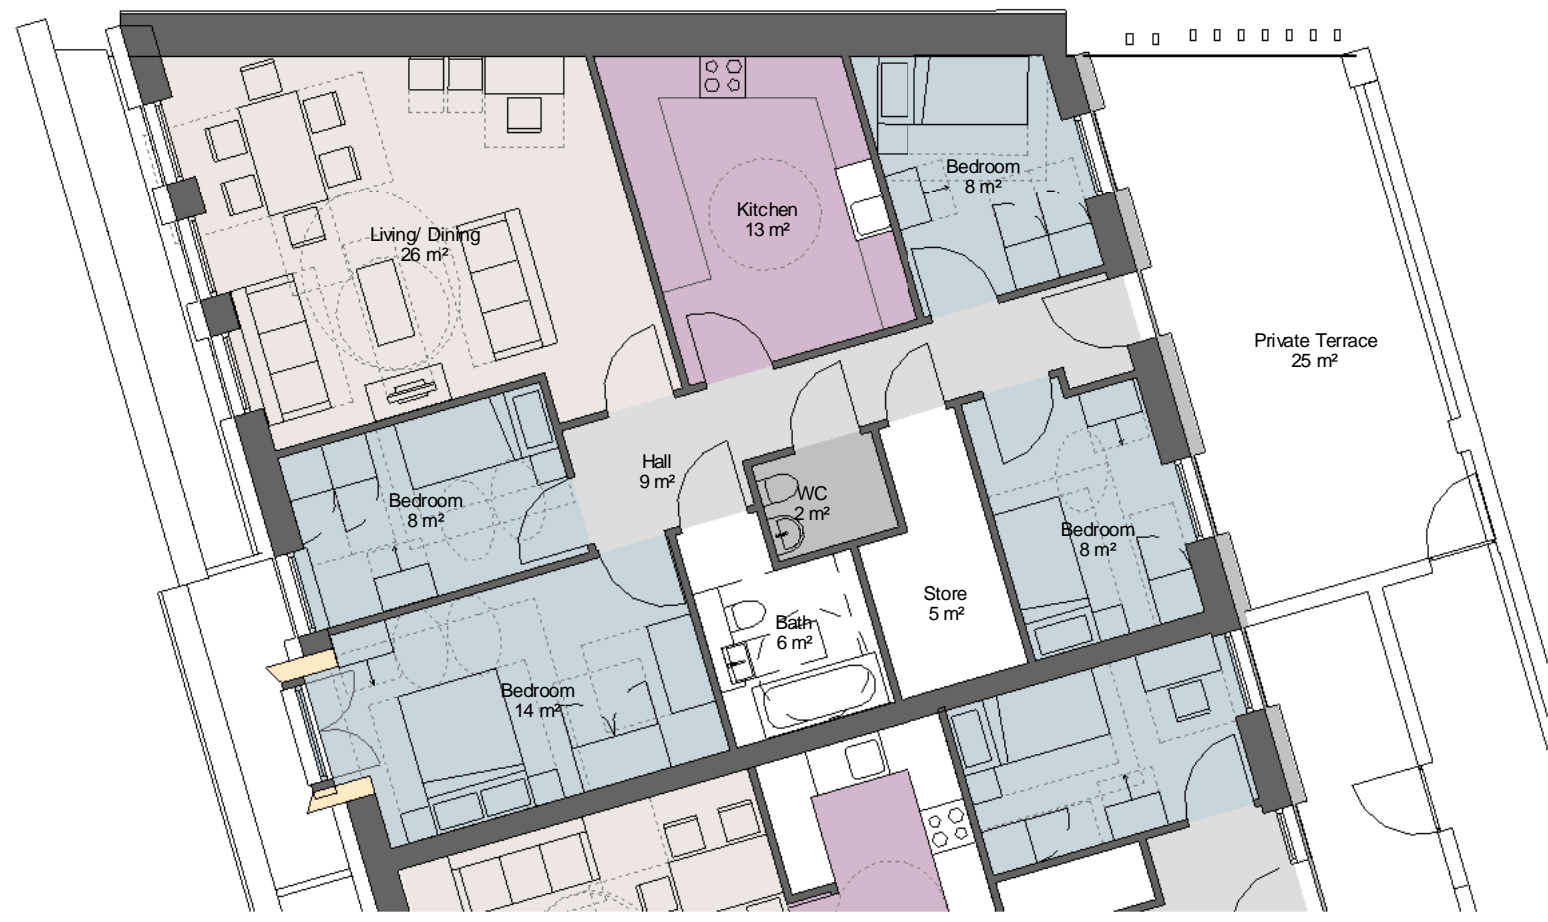 Bedroom
8 m²
Kitchen
13 m²
Living/ Dining
26 m²
Private Terrace
25 m²
Hall
9 m²
Bedroom
8 m²
WC
2 m²
Bedroom
8 m²
Store
5 m²
Bath
6 m²
Bedroom
14 m²